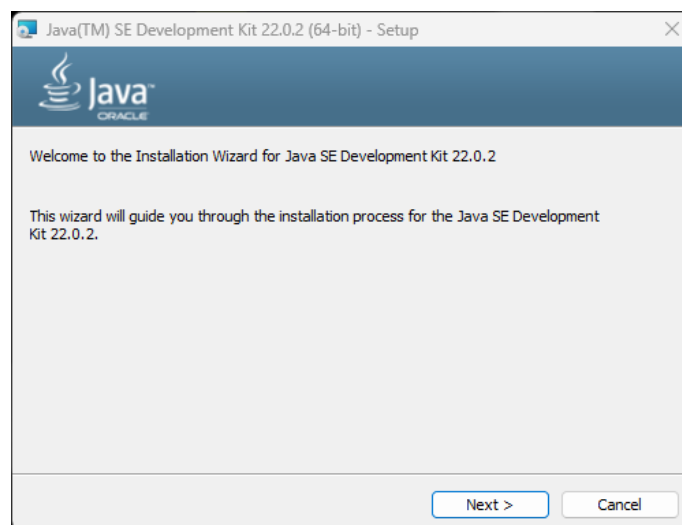 Java(TM) SE Development Kit 22.0.2 (64-bit) - Setup
Java™
ORACLE
Welcome to the Installation Wizard for Java SE Development Kit 22.0.2
This wizard will guide you through the installation process for the Java SE Development
Kit 22.0.2.
Next >
Cancel